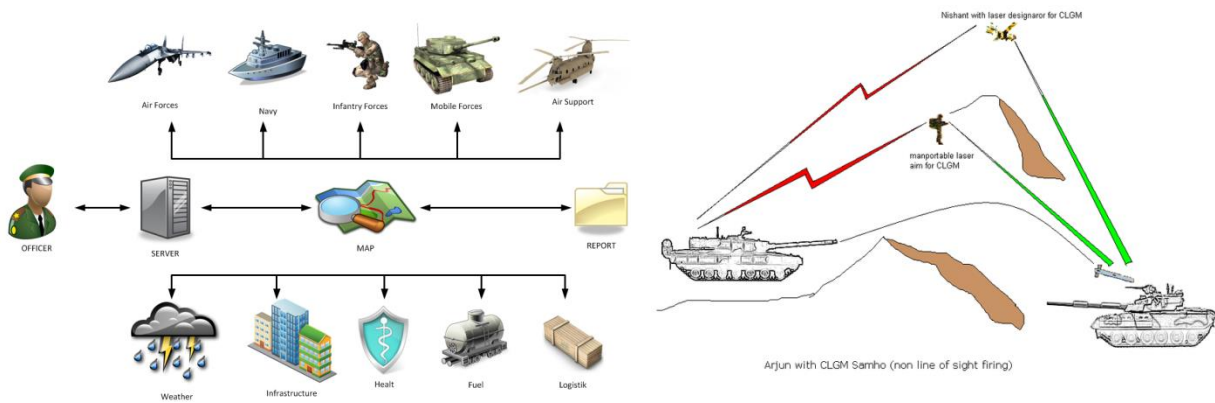 Air Forces
Navy
Infantry Forces
Mobile Forces
Air Support
OFFICER
SERVER
MAP
REPORT
Weather
Infrastructure
Healt
Fuel
Logistik
Nishant with laser designaror for CLGM
manportable laser
aim for CLGM
Arjun with CLGM Samho (non line of sight firing)